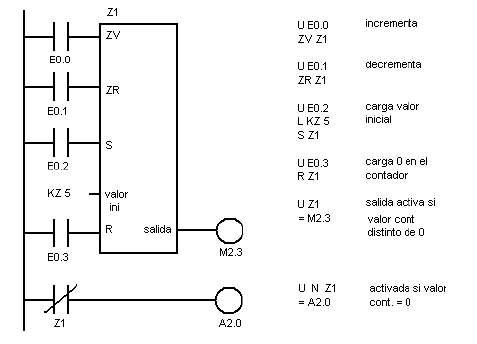 Z1
ZV
E0.0
ZR
E0.1
S
E0.2
KZ 5
valor
ini
R
salida
E0.3
M2.3
Z1
A2.0
U E0.0 incrementa
ZV Z1
U E0.1 decrementa
ZR Z1
U E0.2 carga valor
L KZ 5 inicial
S Z1
U E0.3 carga 0 en el
R Z1 contador
U Z1 salida activa si
= M2.3 valor cont
distinto de 0
U N Z1 activada si valor
= A2.0 cont. = 0